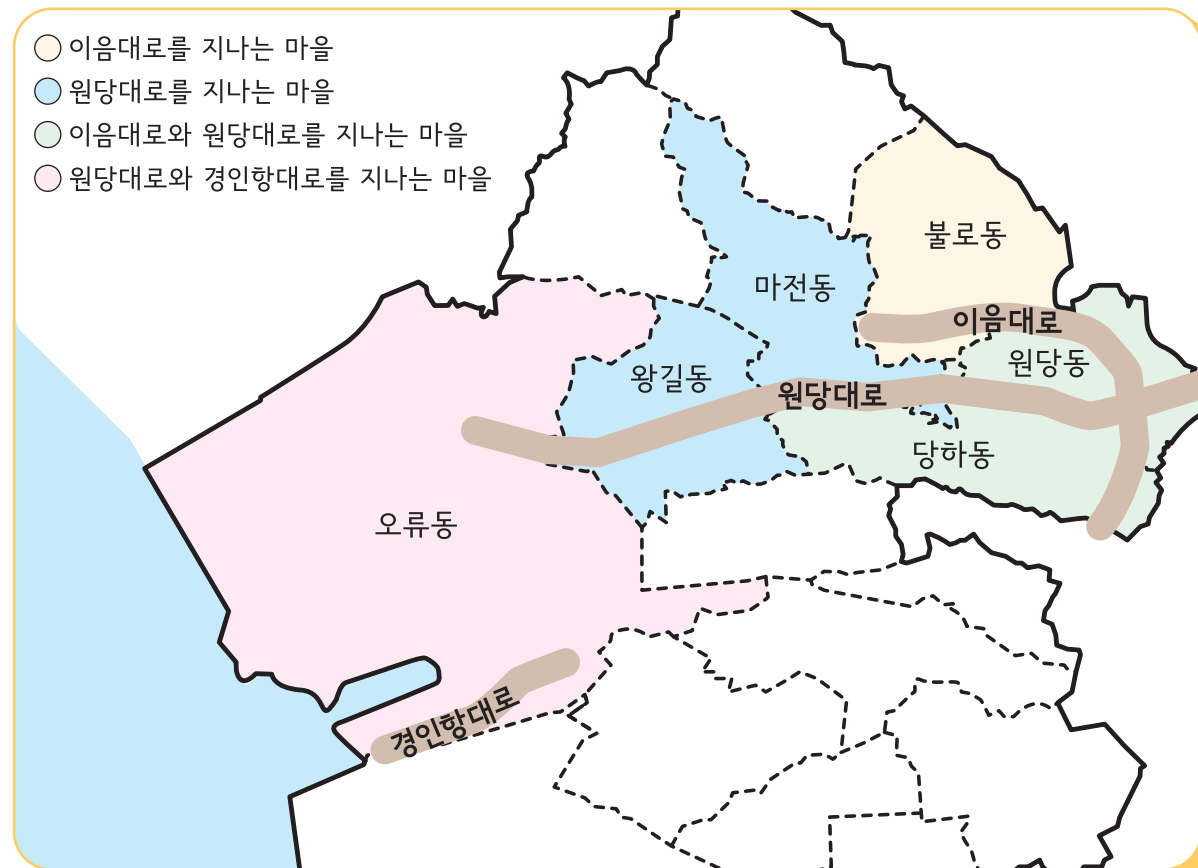 이음대로를 지나는 마을
원당대로를 지나는 마을
이음대로와 원당대로를 지나는 마을
원당대로와 경인항대로를 지나는 마을
불로동
마전동
이음대로
원당동
왕길동
원당대로
당하동
오류동
경인항대로